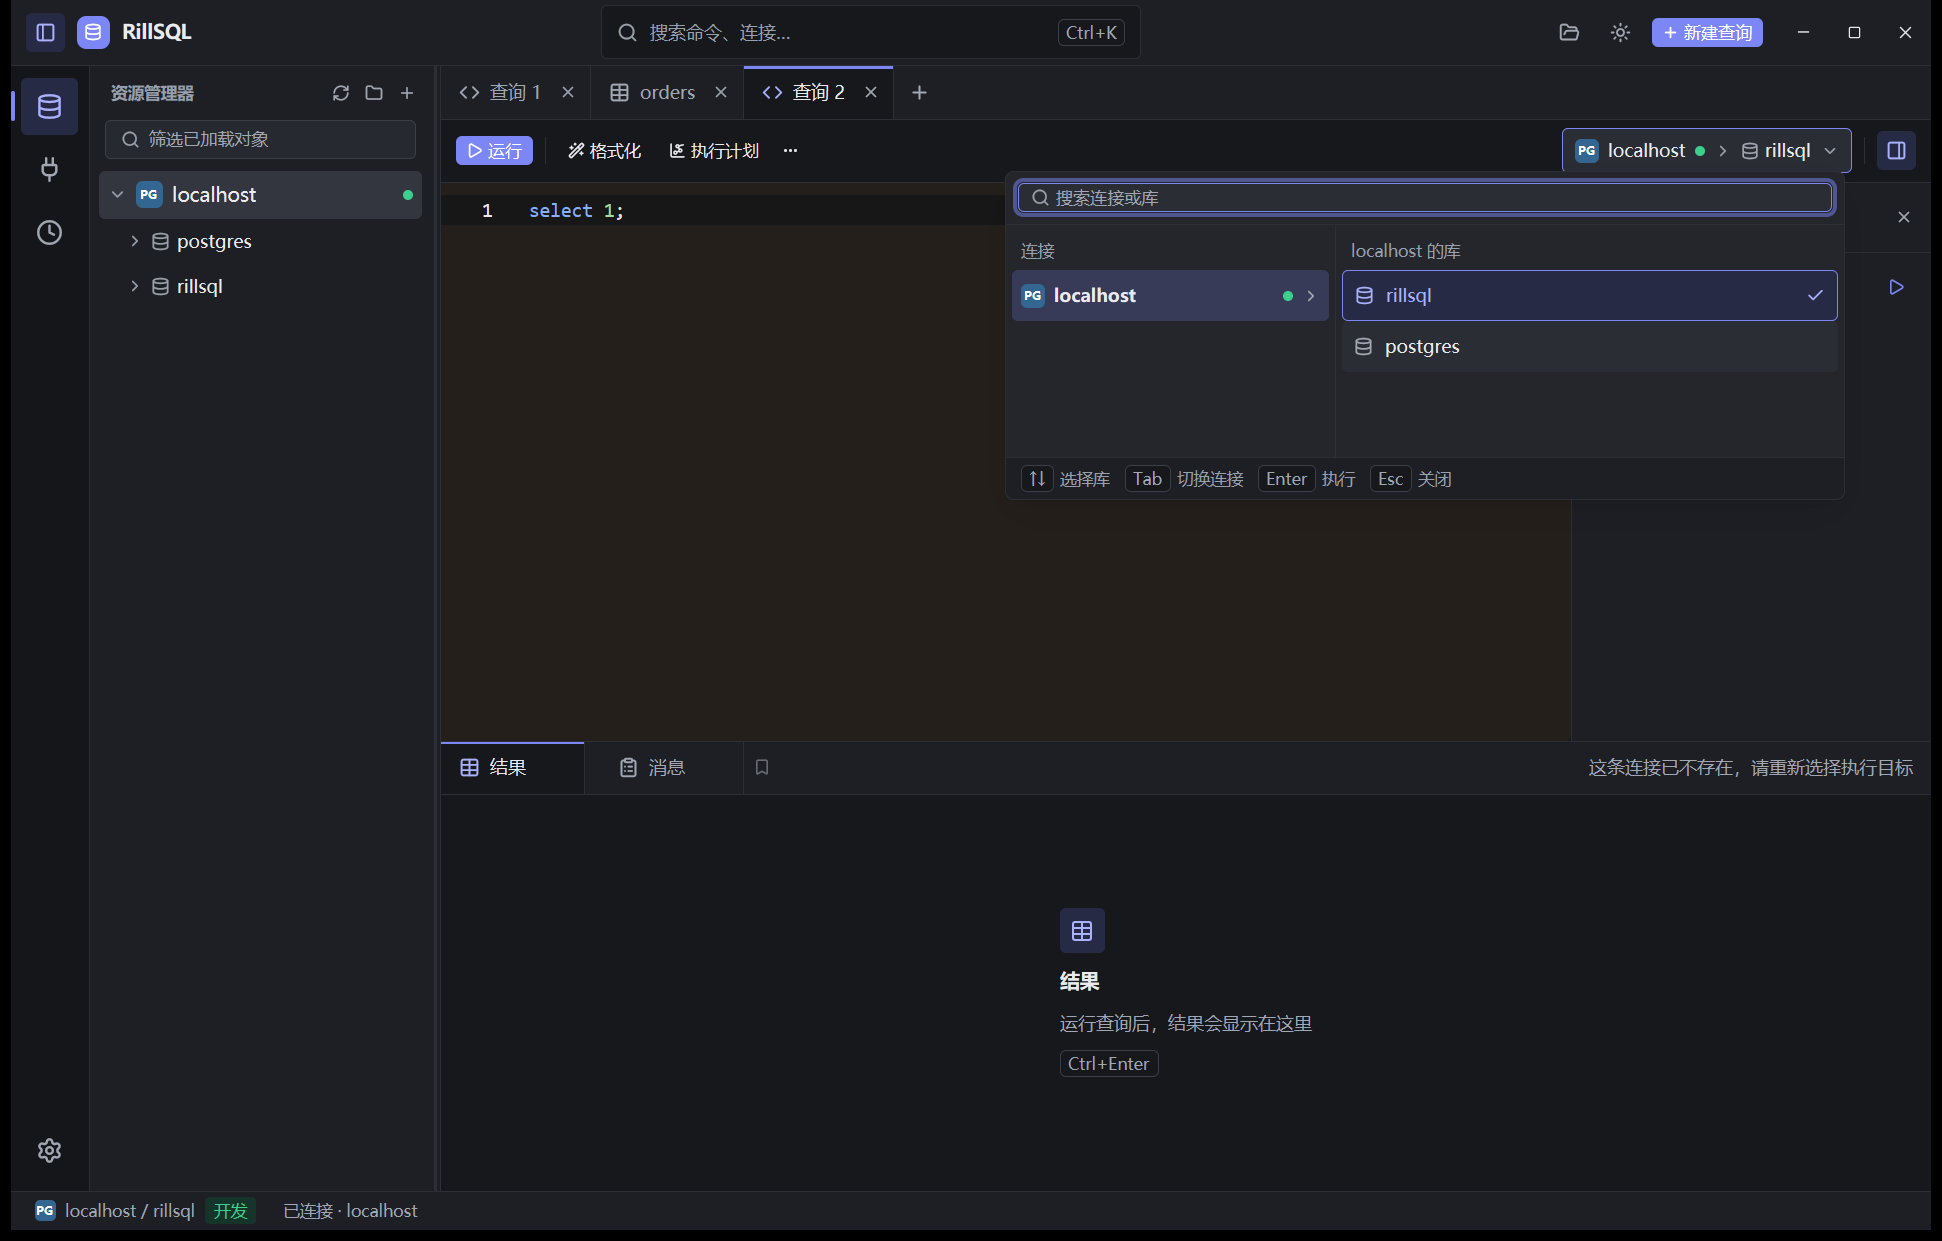 RillSQL
搜索命令、连接...
Ctrl+K
+ 新建查询
资源管理器
筛选已加载对象
PG localhost
postgres
rillsql
查询 1
orders
查询 2
运行
格式化
执行计划
PG localhost
rillsql
1 select 1;
搜索连接或库
连接
localhost 的库
PG localhost
rillsql
postgres
选择库
Tab 切换连接
Enter 执行
Esc 关闭
结果
消息
这条连接已不存在，请重新选择执行目标
结果
运行查询后，结果会显示在这里
Ctrl+Enter
PG localhost / rillsql 开发 已连接 · localhost